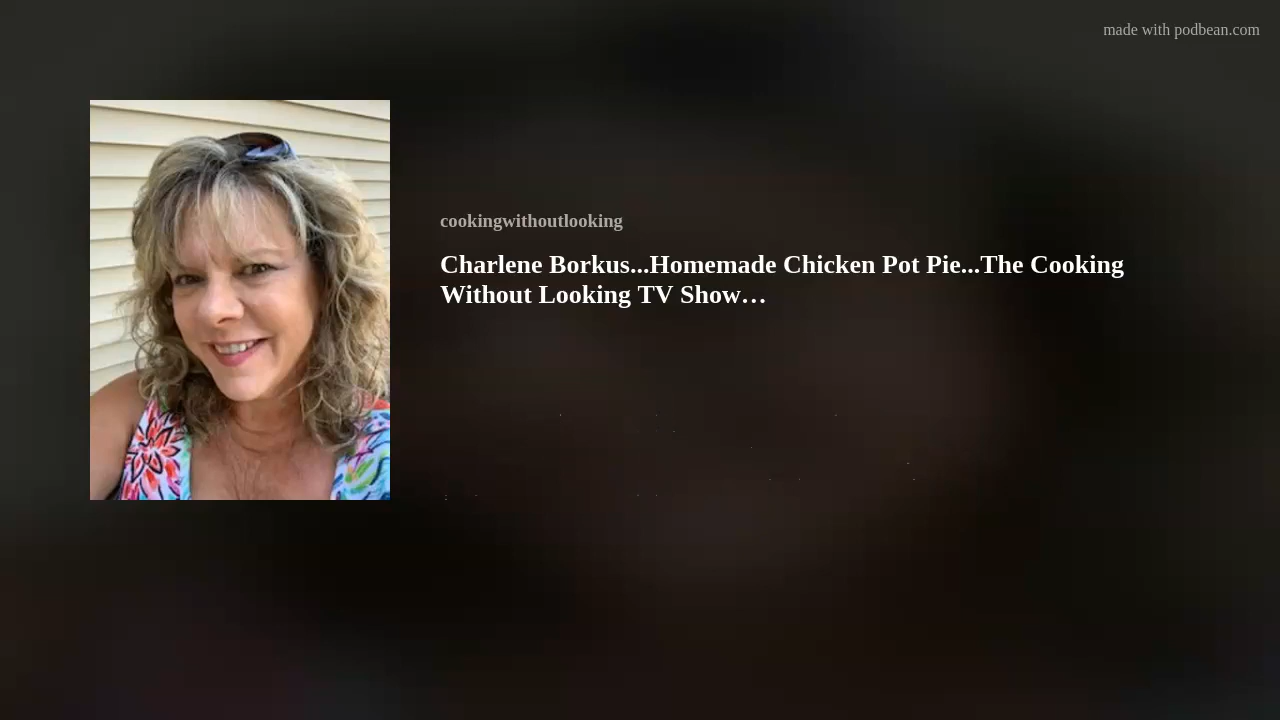 made with podbean.com
cookingwithoutlooking
Charlene Borkus...Homemade Chicken Pot Pie...The Cooking
Without Looking TV Show…